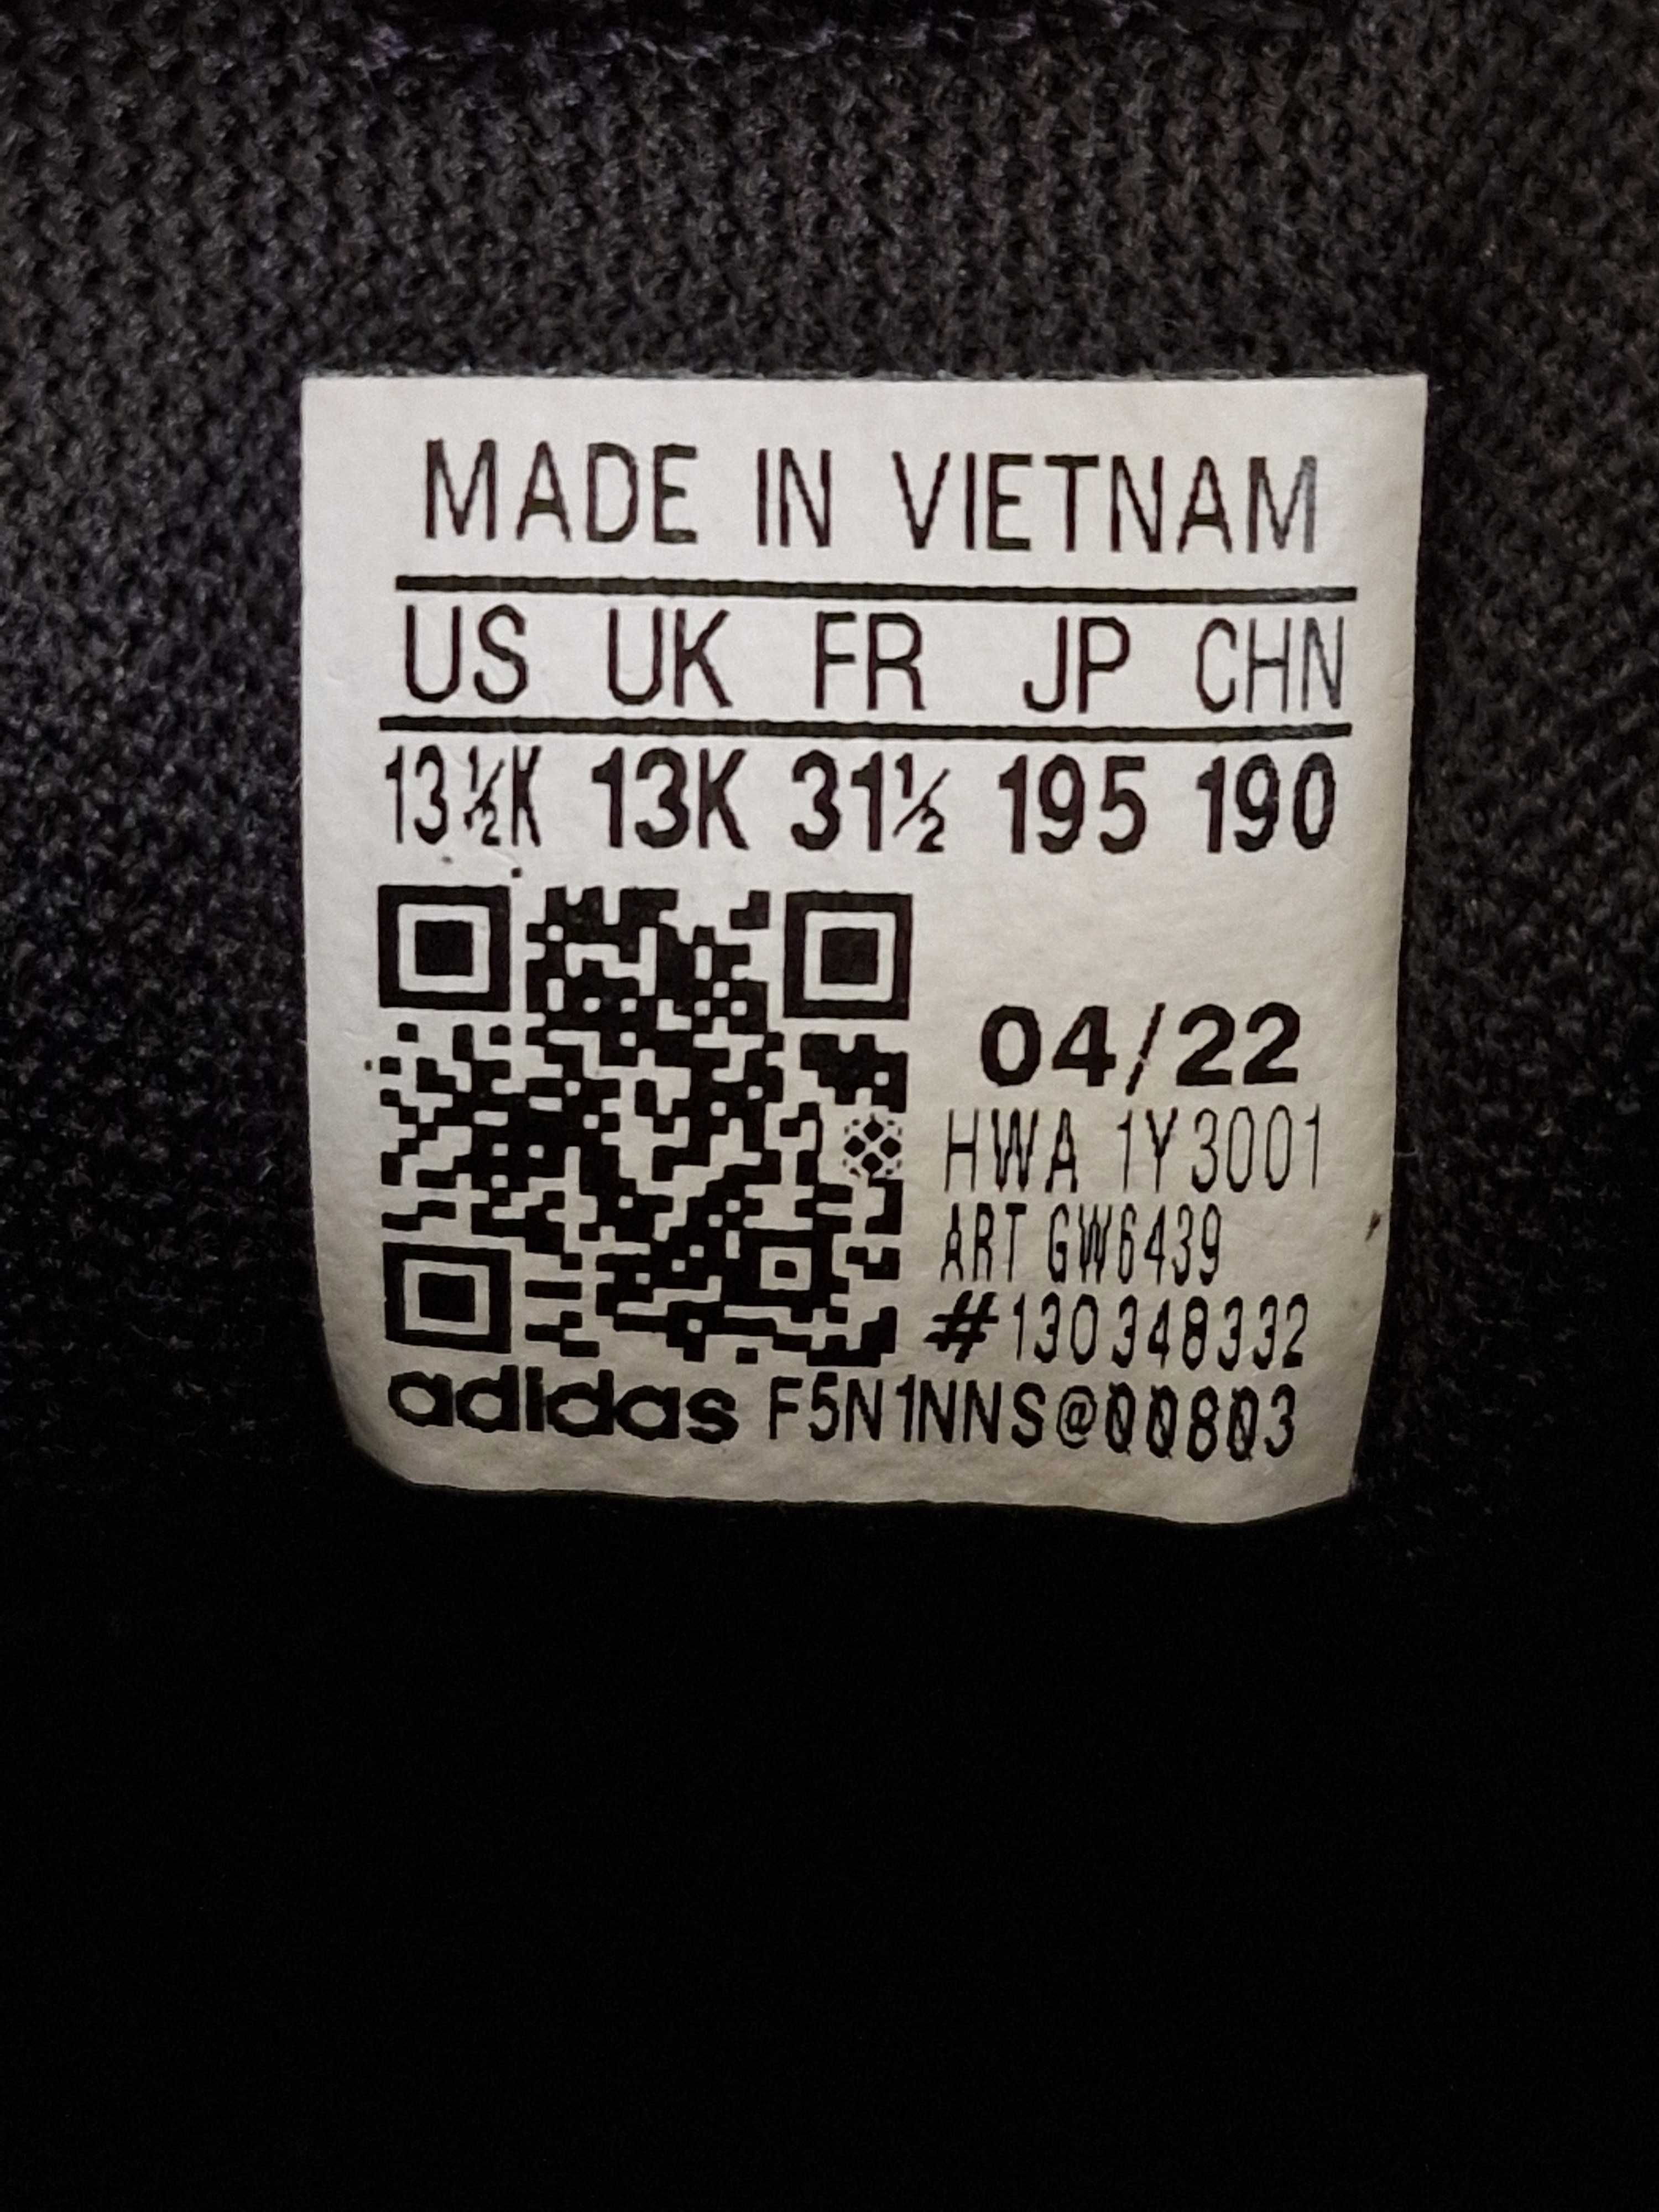 MADE IN VIETNAM
US UK FR JP CHN
13½K 13K 31½ 195 190
04/22
HWA 1Y3001
ART GW6439
#130348332
adidas F5N1NNS@00803